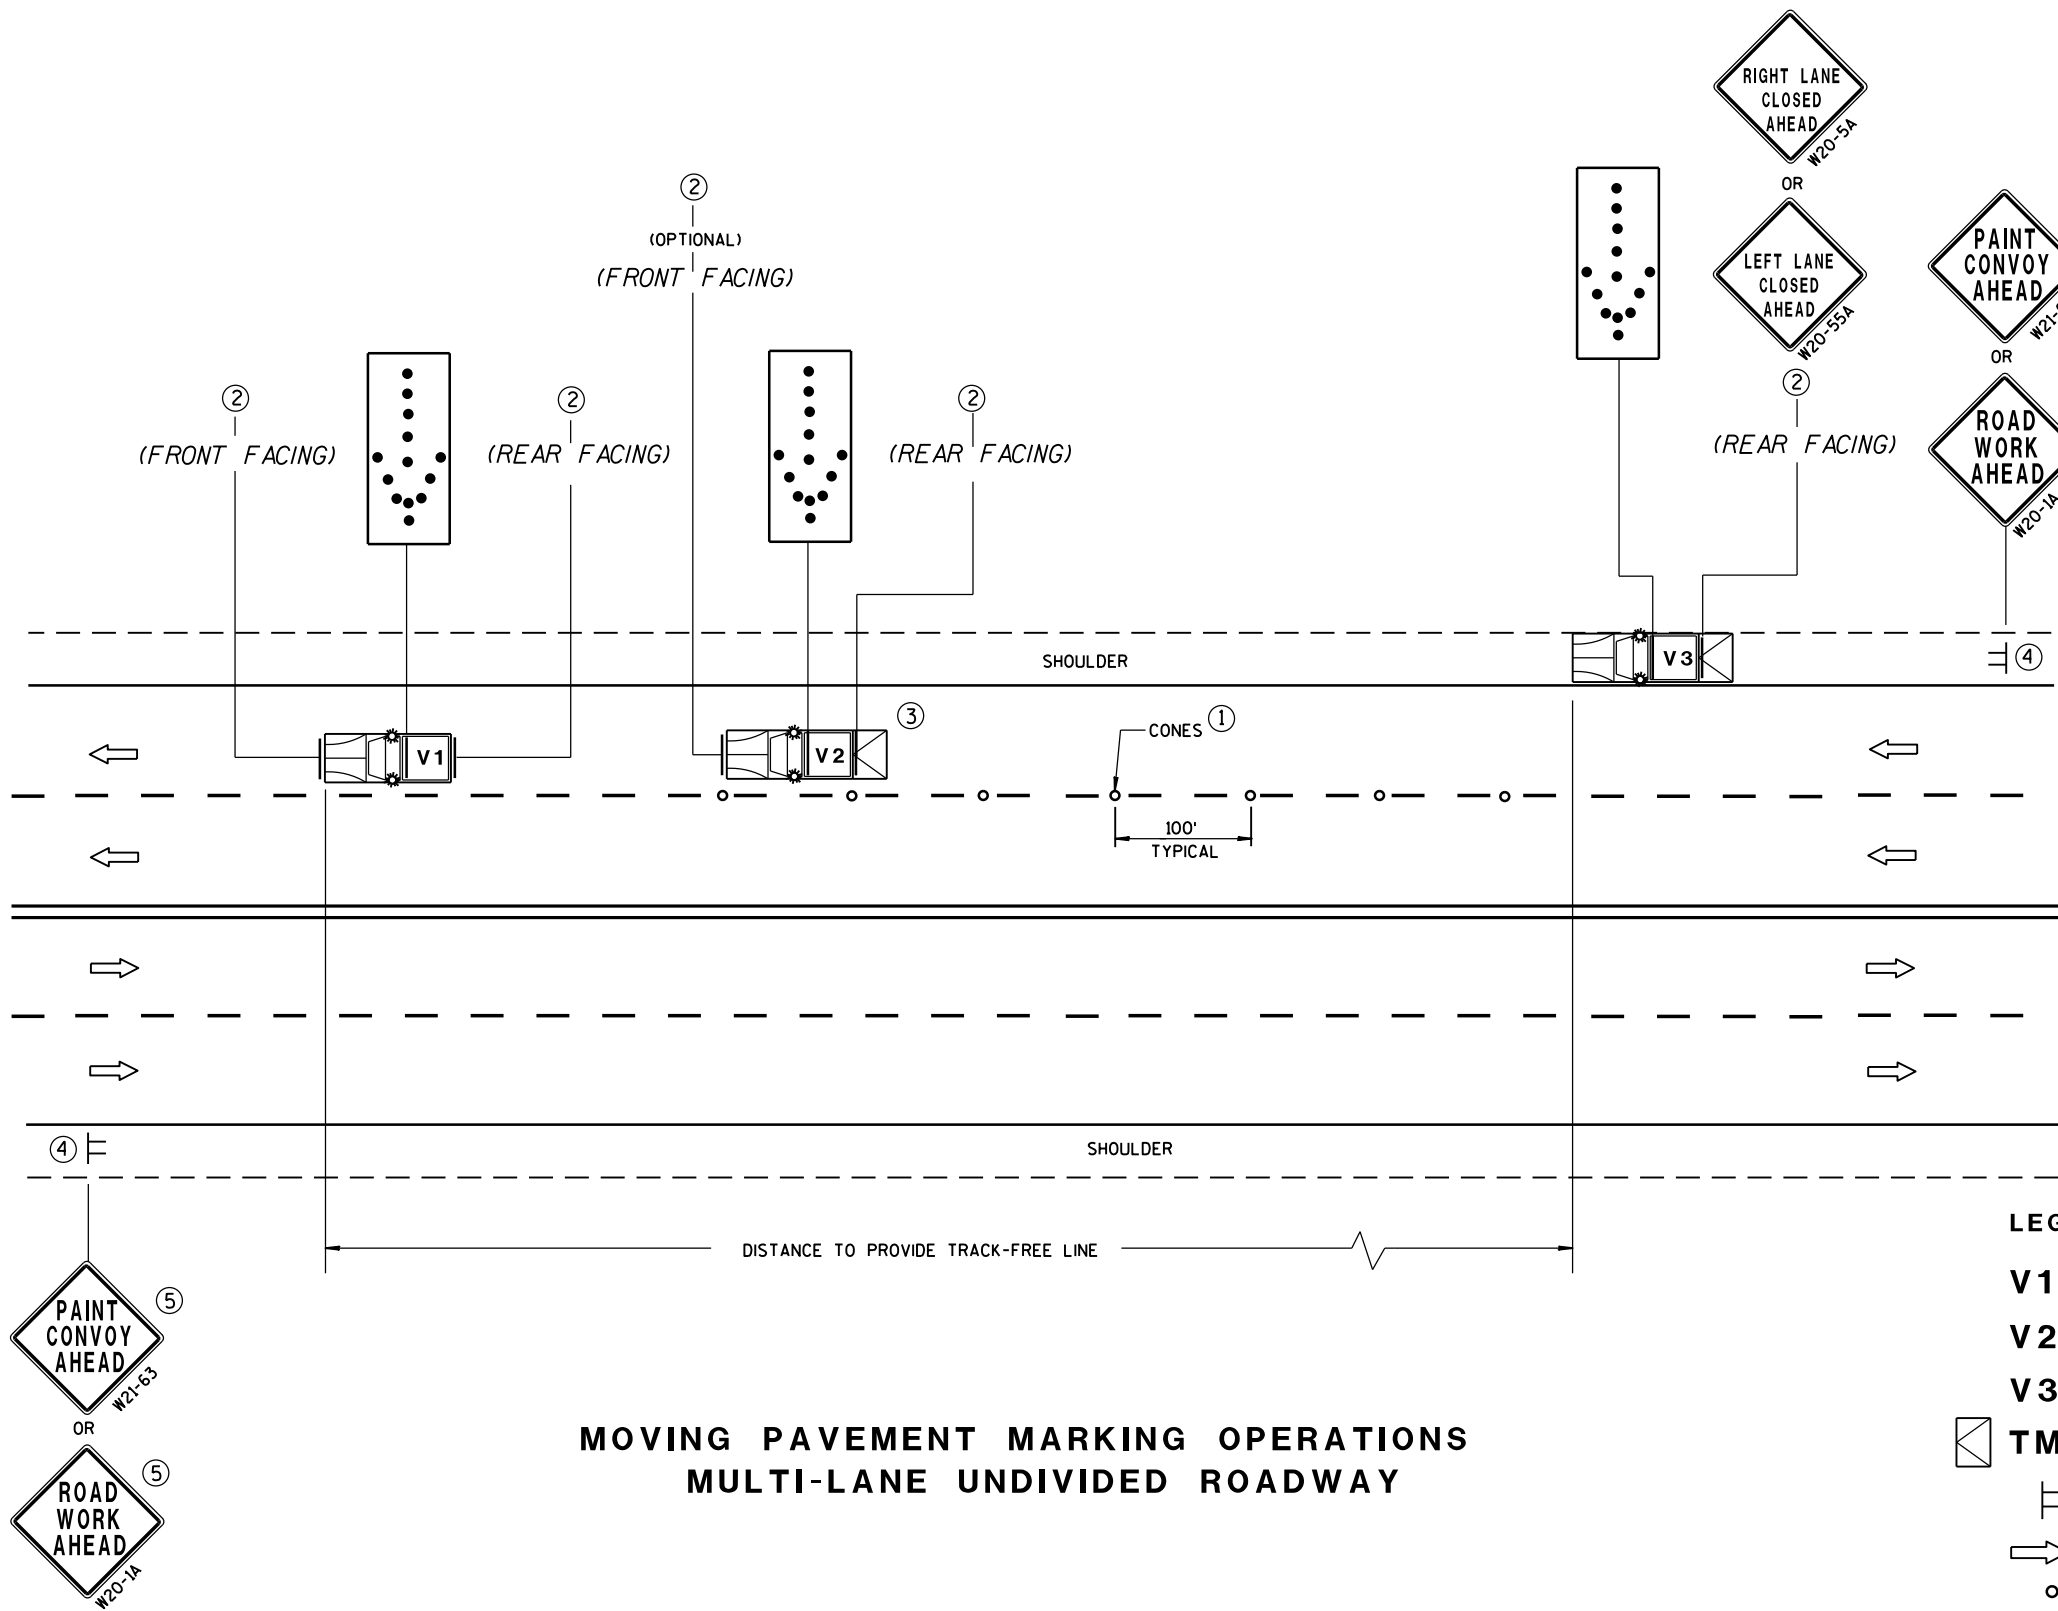 RIGHT LANE
CLOSED
AHEAD
W20-5A
OR
LEFT LANE
CLOSED
AHEAD
W20-55A
PAINT
CONVOY
AHEAD
OR
ROAD
WORK
AHEAD
W20-1A
2
(OPTIONAL)
(FRONT FACING)
2
(FRONT FACING)
2
(REAR FACING)
2
(REAR FACING)
2
(REAR FACING)
SHOULDER
V3
4
V1
V2
3
CONES 1
100'
TYPICAL
4
SHOULDER
DISTANCE TO PROVIDE TRACK-FREE LINE
PAINT
CONVOY
AHEAD
W21-63
5
OR
ROAD
WORK
AHEAD
W20-1A
5
MOVING PAVEMENT MARKING OPERATIONS
MULTI-LANE UNDIVIDED ROADWAY
V1
V2
V3